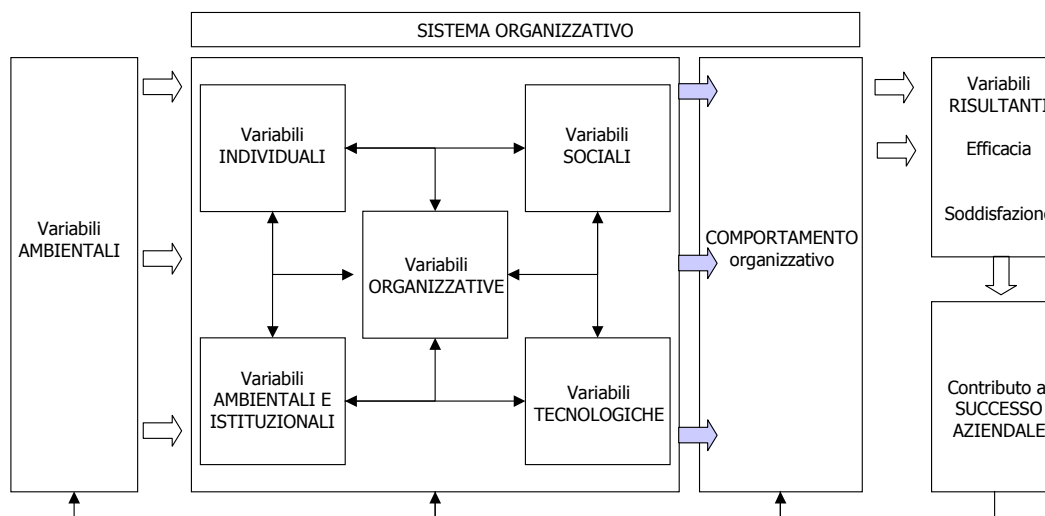 SISTEMA ORGANIZZATIVO
Variabili
AMBIENTALI
Variabili
INDIVIDUALI
Variabili
SOCIALI
Variabili
ORGANIZZATIVE
Variabili
AMBIENTALI E
ISTITUZIONALI
Variabili
TECNOLOGICHE
COMPORTAMENTO
organizzativo
Variabili
RISULTANTI
Efficacia
Soddisfazione
Contributo a
SUCCESSO
AZIENDALE